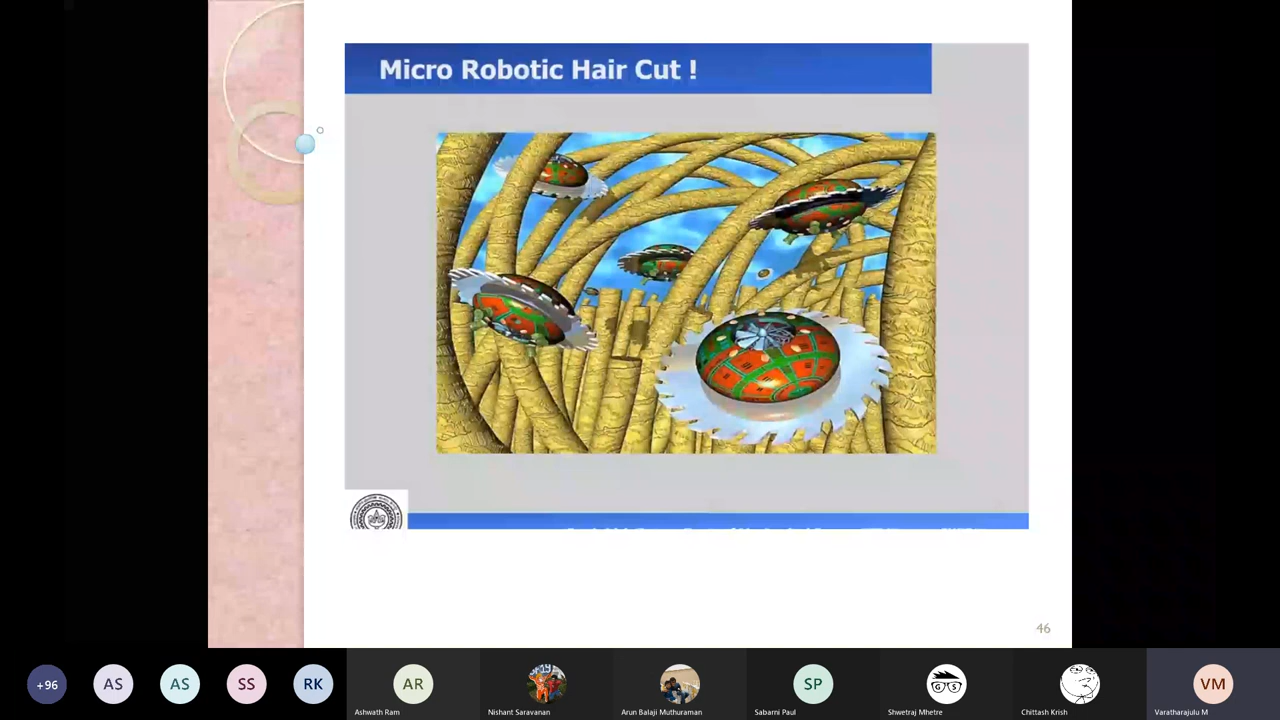 Micro Robotic Hair Cut !
46
+96
AS
AS
SS
RK
AR
SP
VM
Ashwath Ram
Nishant Saravanan
Arun Balaji Muthuraman
Sabarni Paul
Shwetraj Mhetre
Chittash Krish
Varatharajulu M